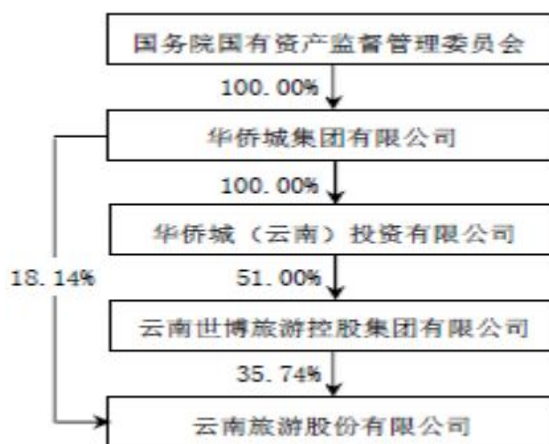 国务院国有资产监督管理委员会
100.00%
华侨城集团有限公司
100.00%
华侨城（云南）投资有限公司
18.14%
51.00%
云南世博旅游控股集团有限公司
35.74%
云南旅游股份有限公司